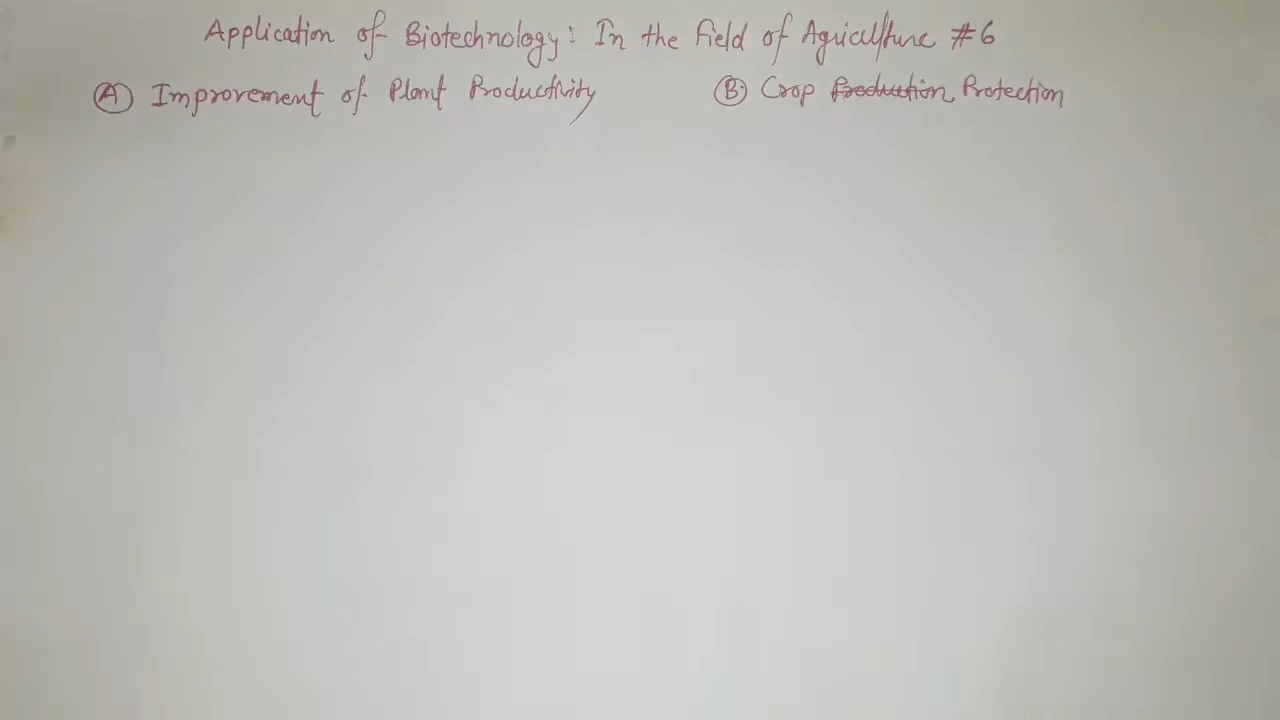 Application of Biotechnology: In the field of Agriculture #6
(A) Improvement of Plant Productivity (B) Crop Production Protection